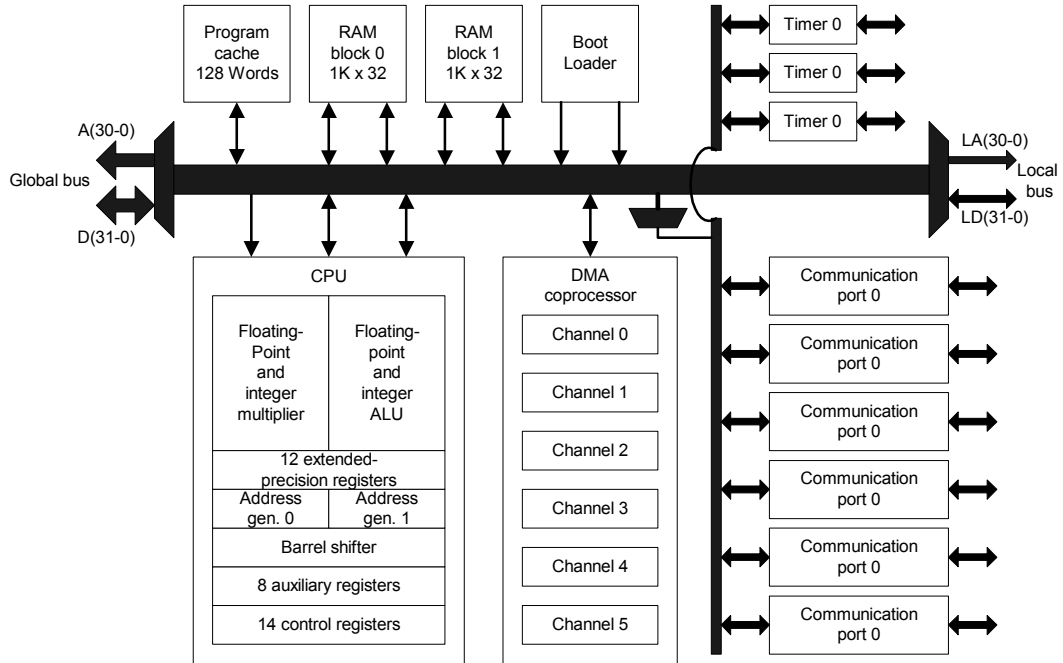 Program
cache
128 Words
RAM
block 0
1K x 32
RAM
block 1
1K x 32
Boot
Loader
Timer 0
Timer 0
Timer 0
A(30-0)
Global bus
D(31-0)
LA(30-0)
Local
bus
LD(31-0)
CPU
Floating-
Point
and
integer
multiplier
Floating-
point
and
integer
ALU
12 extended-
precision registers
Address
gen. 0
Address
gen. 1
Barrel shifter
8 auxiliary registers
14 control registers
DMA
coprocessor
Channel 0
Channel 1
Channel 2
Channel 3
Channel 4
Channel 5
Communication
port 0
Communication
port 0
Communication
port 0
Communication
port 0
Communication
port 0
Communication
port 0